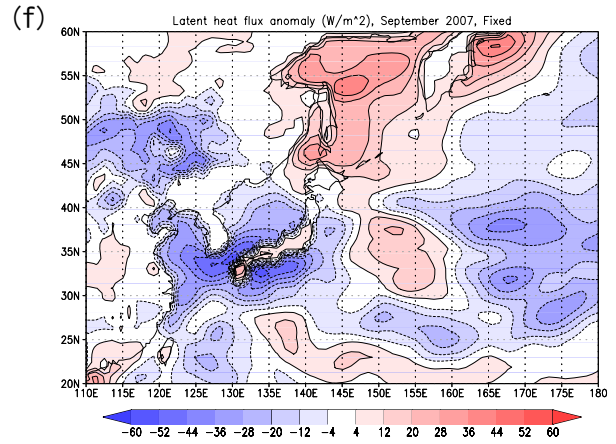 (f)
Latent heat flux anomaly (W/m^2), September 2007, Fixed
60N
55N
50N
45N
40N
35N
30N
25N
20N
110E 115E 120E 125E 130E 135E 140E 145E 150E 155E 160E 165E 170E 175E 180
-60 -52 -44 -36 -28 -20 -12 -4 4 12 20 28 36 44 52 60